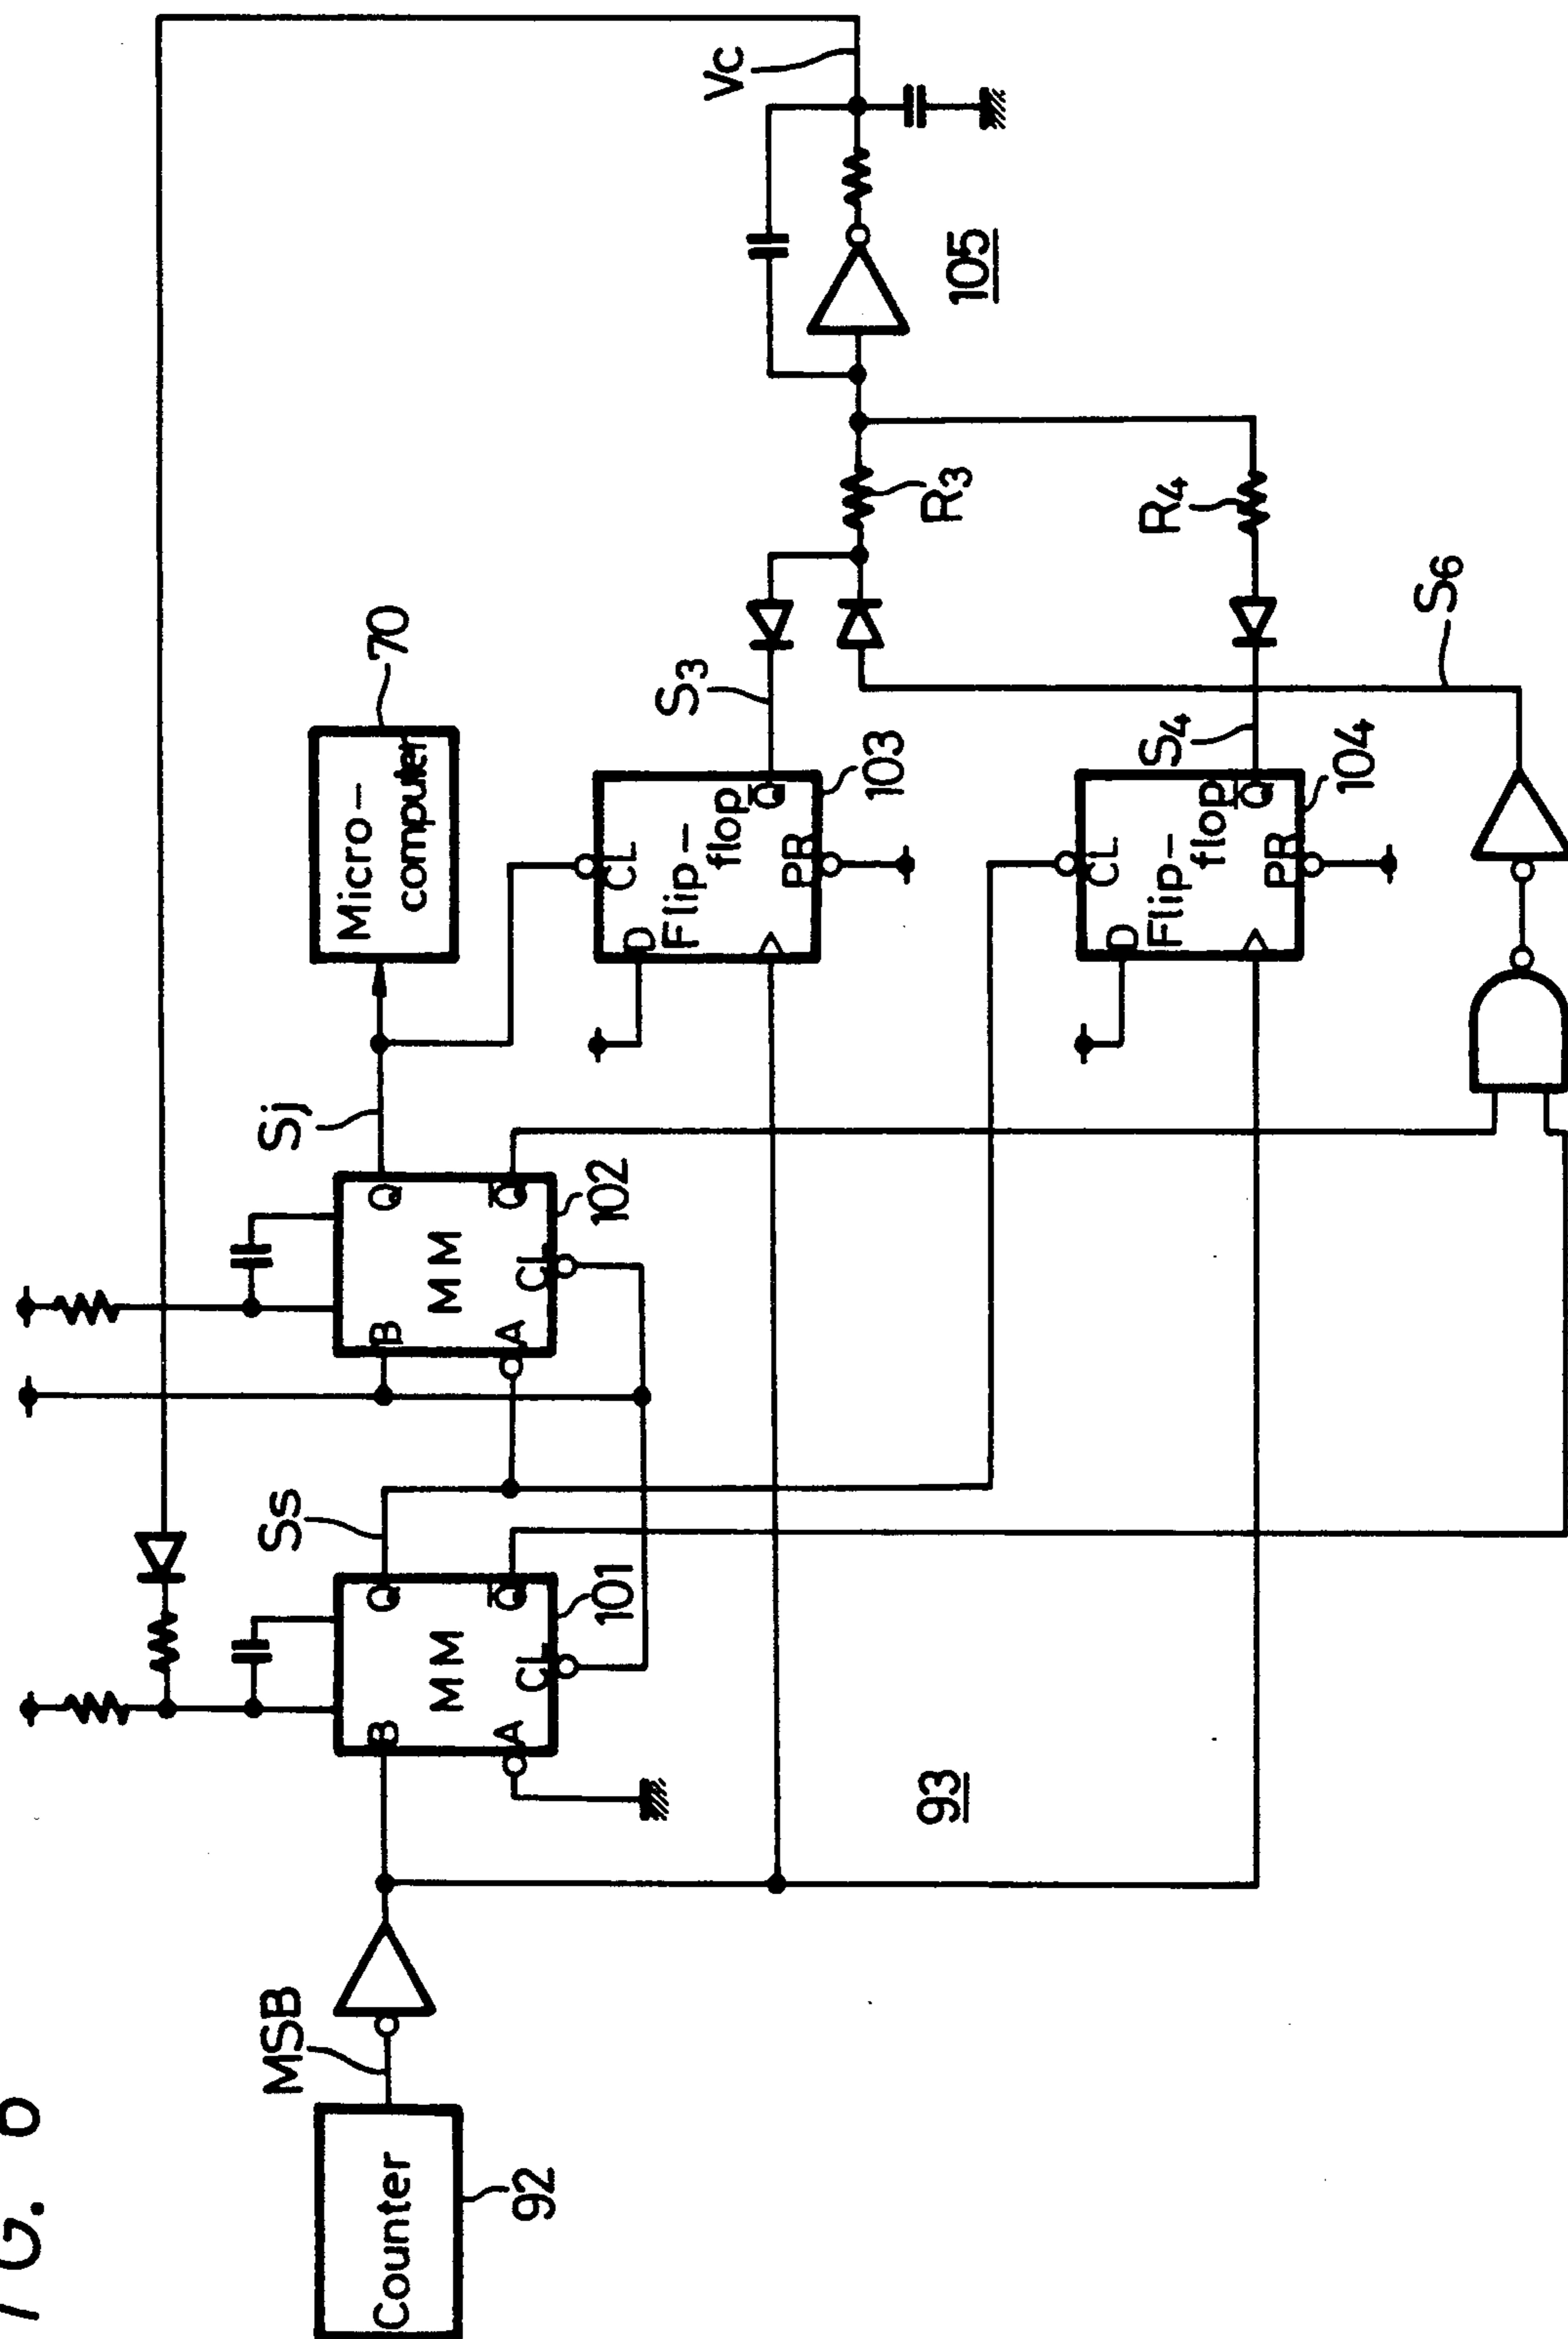 FIG. 8
Counter
92
MSB
93
B
A
MM
CL
Q
Q̅
101
Ss
B
A
MM
CL
Q
Q̅
102
Sj
Micro-
computer
70
D
CL
Flip-
flop
PR
Q̅
103
S3
D
CL
Flip-
flop
PR
Q̅
104
S4
S6
R3
R4
105
Vc